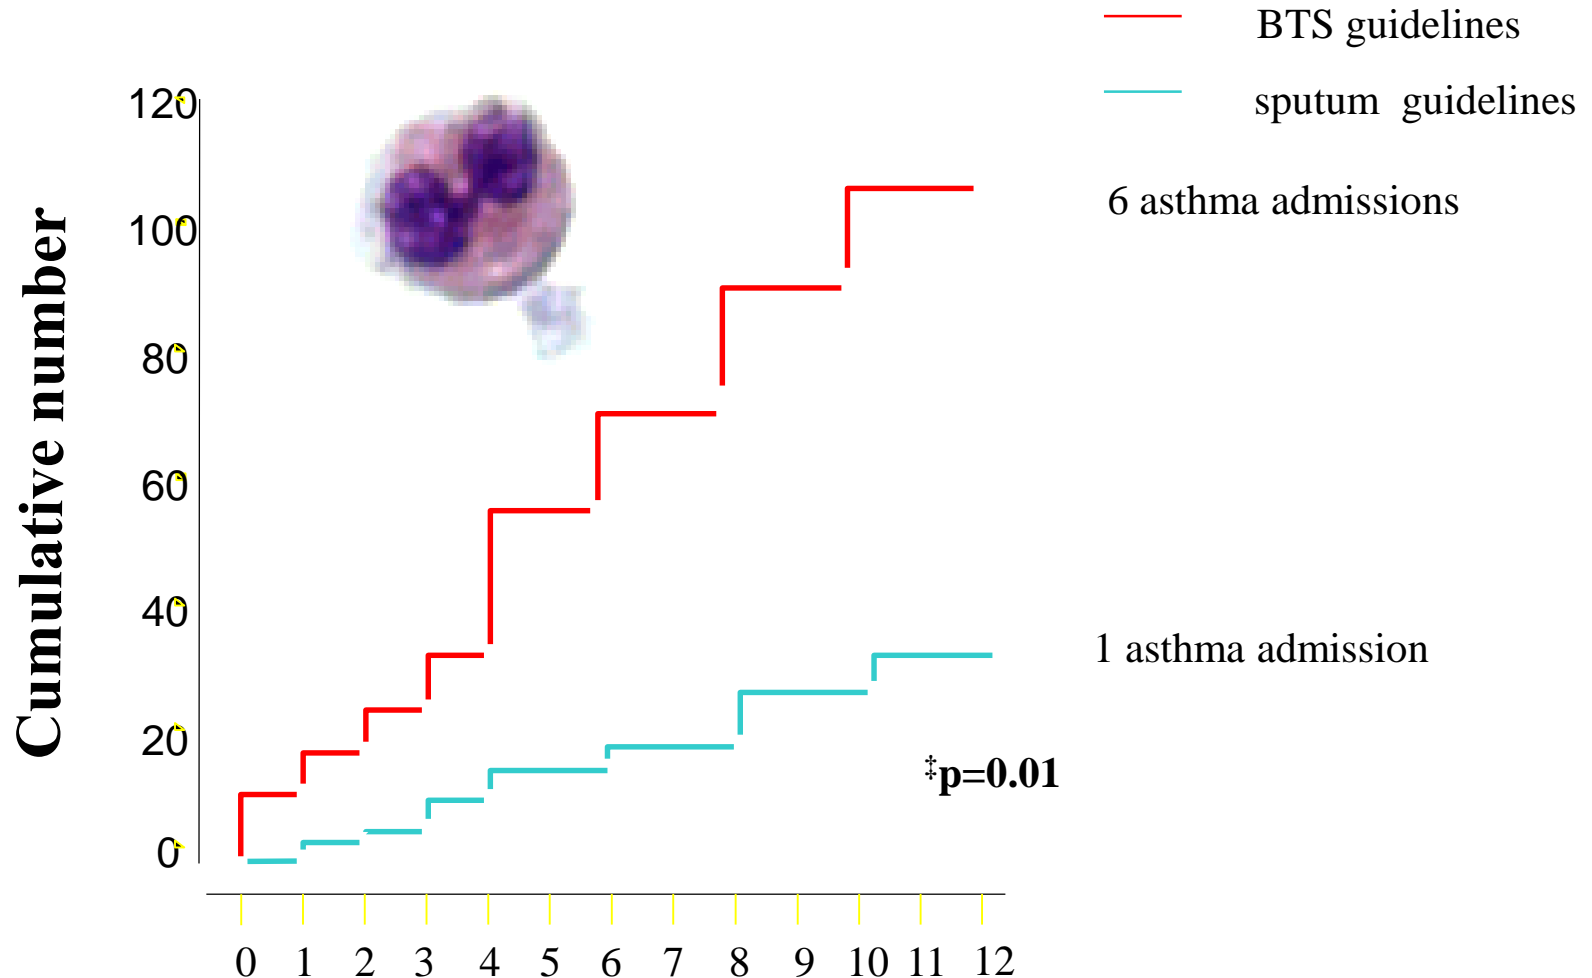 BTS guidelines
sputum guidelines
120
100
80
60
40
20
0
Cumulative number
6 asthma admissions
1 asthma admission
‡p=0.01
0 1 2 3 4 5 6 7 8 9 10 11 12